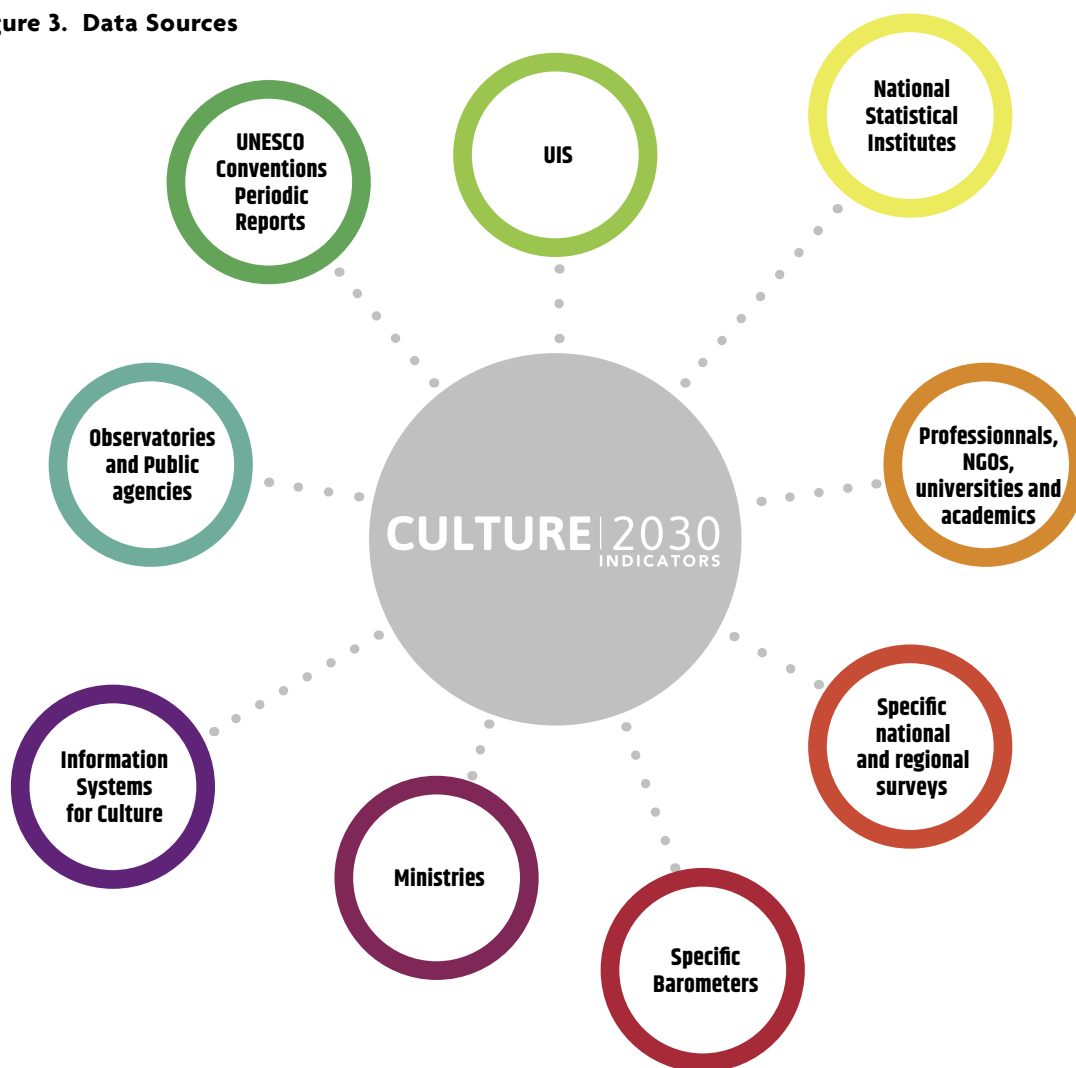 gure 3. Data Sources
National
Statistical
Institutes
UNESCO
Conventions
Periodic
Reports
UIS
Observatories
and Public
agencies
Professionnals,
NGOs,
universities and
academics
CULTURE|2030
INDICATORS
Specific
national
and regional
surveys
Information
Systems
for Culture
Ministries
Specific
Barometers